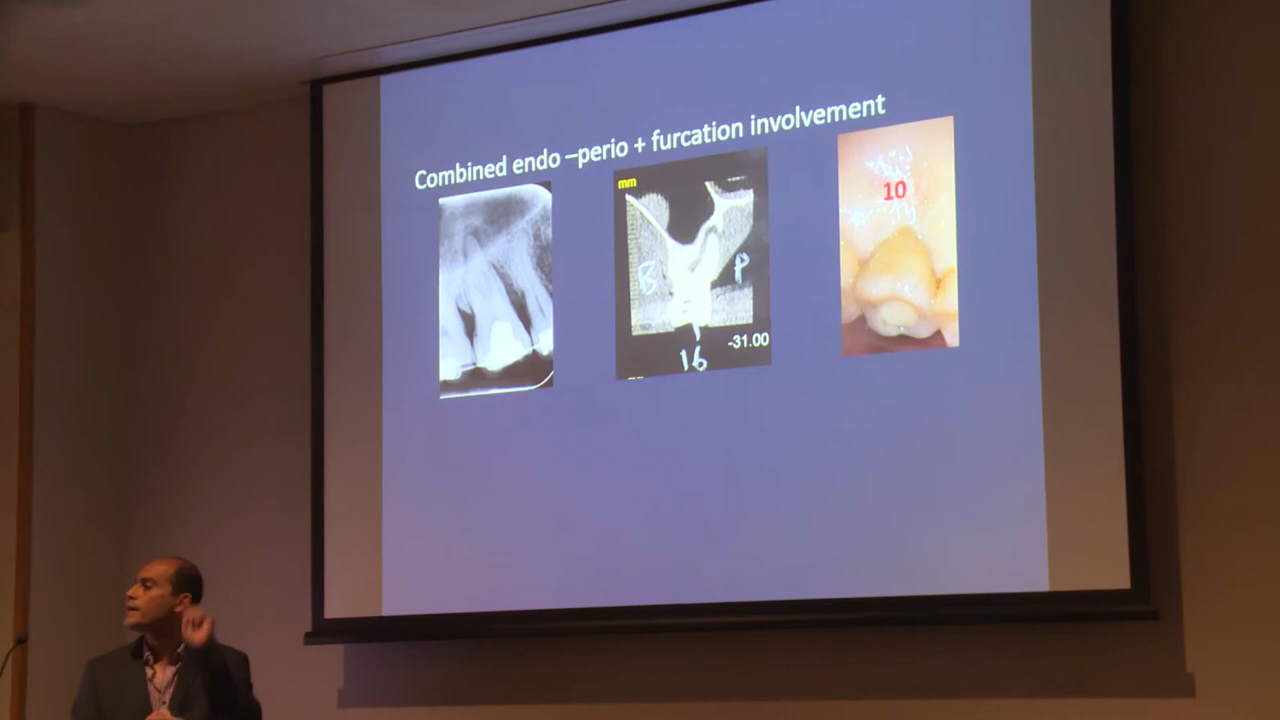 Combined endo –perio + furcation involvement
mm
10
B
P
-31.00
16